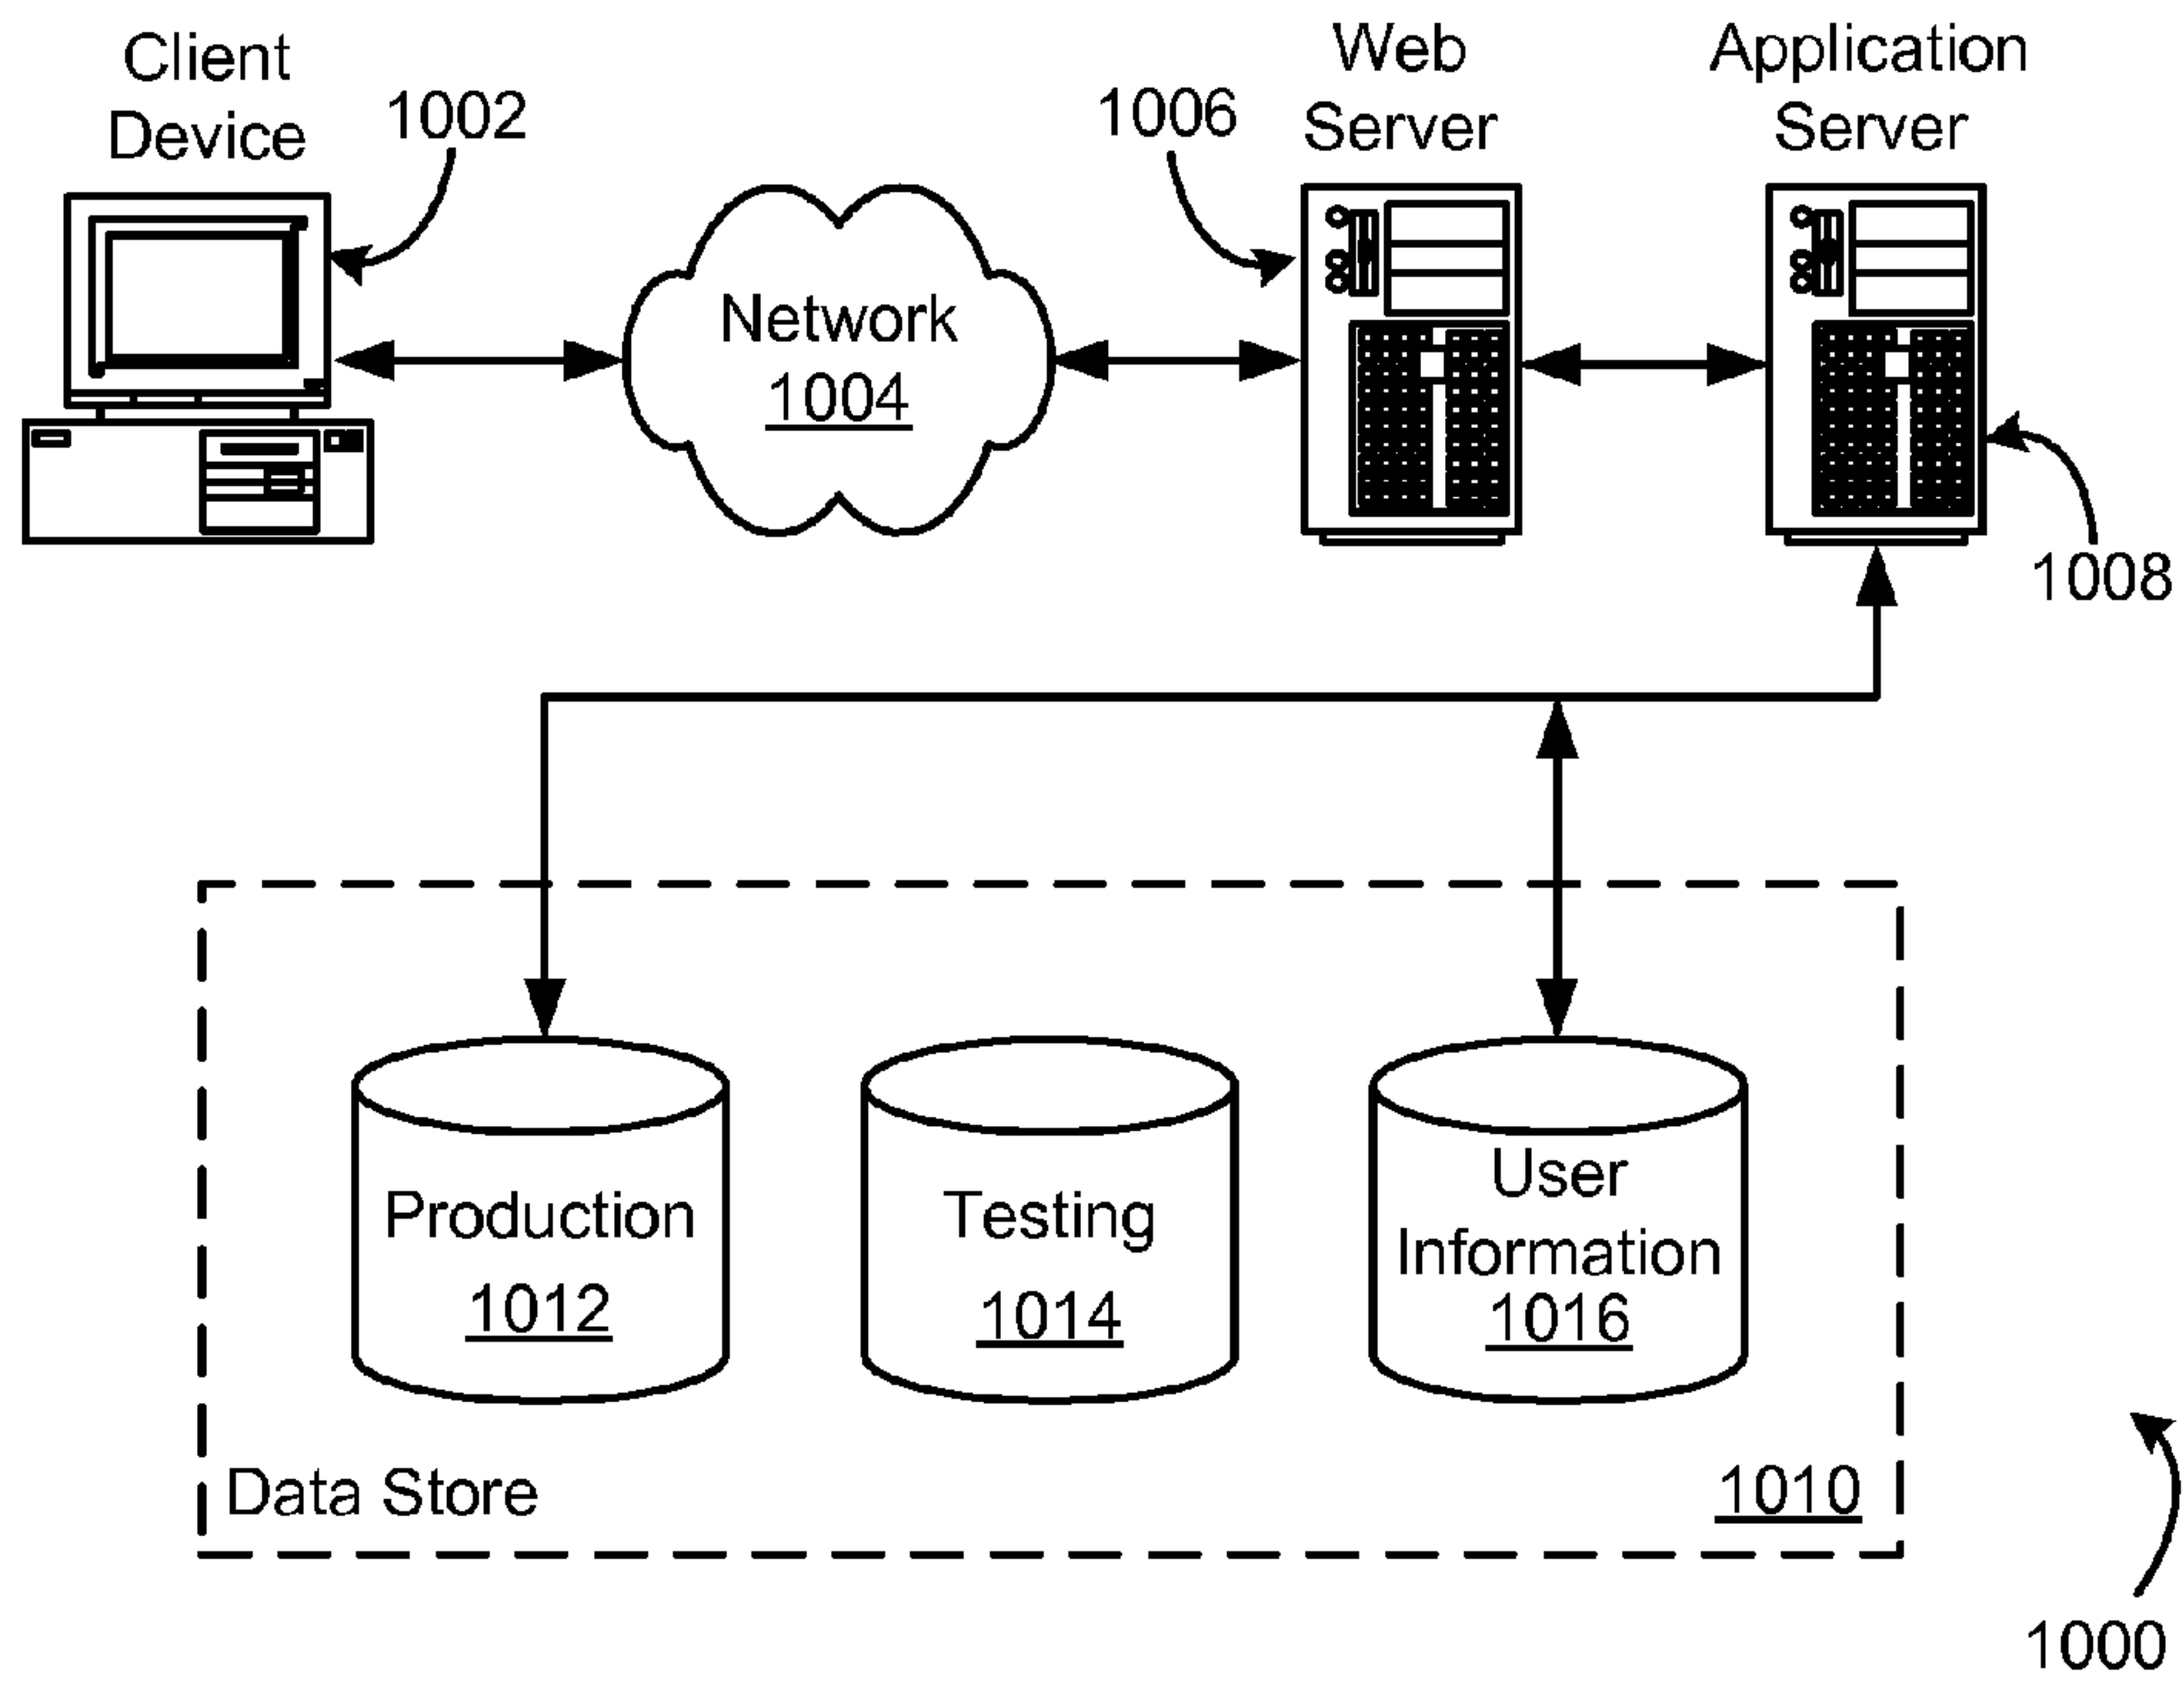 Client
Device
1002
Network
1004
1006
Web
Server
Application
Server
1008
Production
1012
Testing
1014
User
Information
1016
Data Store
1010
1000